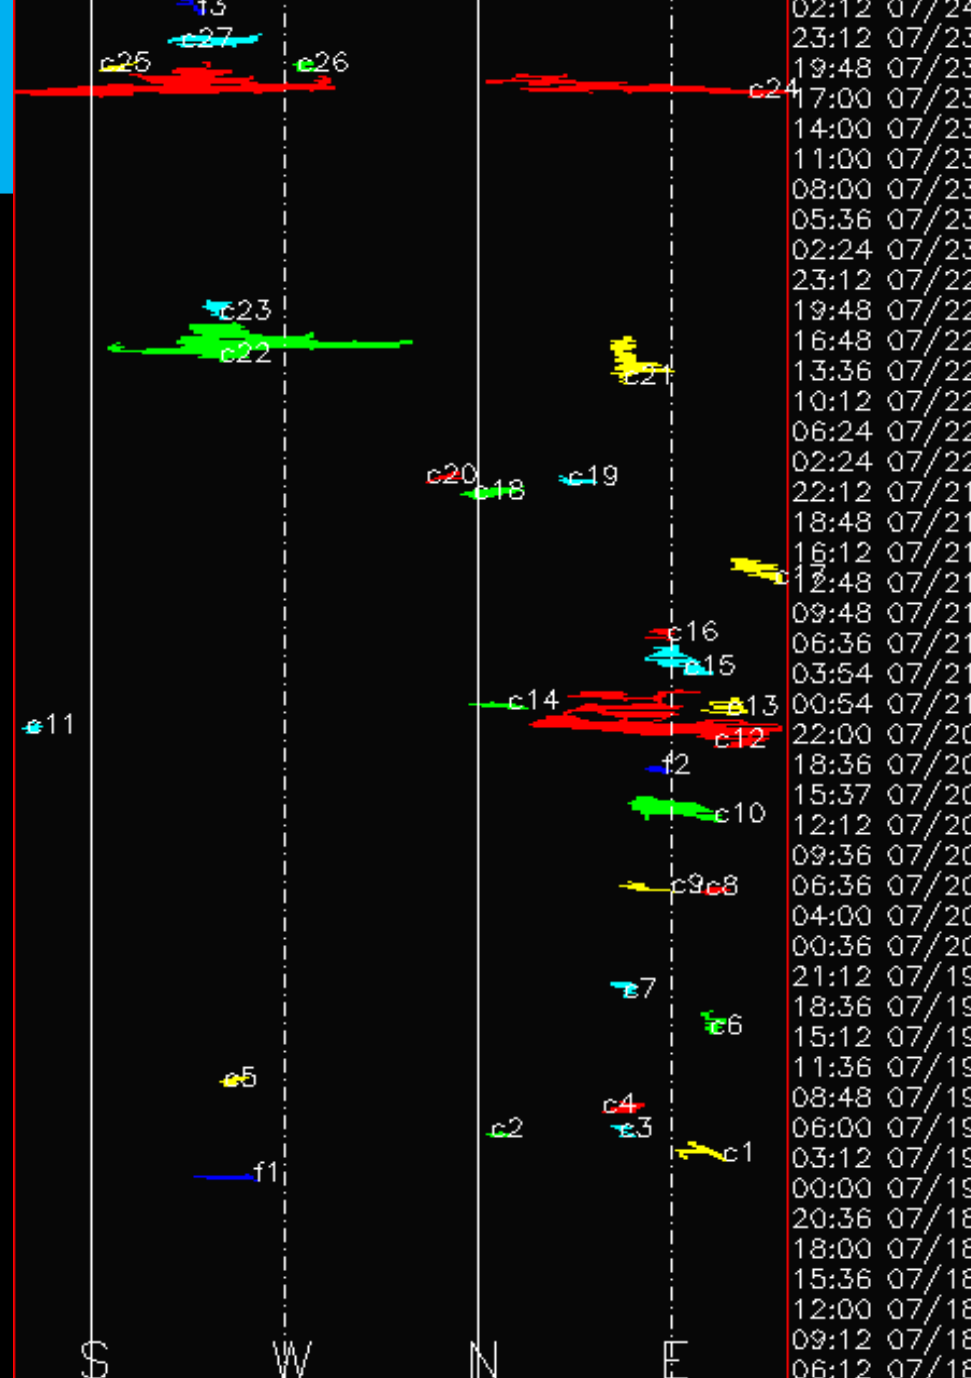 f3 02:12 07/24
c27 23:12 07/23
c25 c26 19:48 07/23
c24 17:00 07/23
14:00 07/23
11:00 07/23
08:00 07/23
05:36 07/23
02:24 07/23
23:12 07/22
c23 19:48 07/22
c22 16:48 07/22
c21 13:36 07/22
10:12 07/22
06:24 07/22
c20 c19 02:24 07/22
c18 22:12 07/21
18:48 07/21
16:12 07/21
c17 12:48 07/21
09:48 07/21
c16 06:36 07/21
c15 03:54 07/21
c14 c13 00:54 07/21
c11 c12 22:00 07/20
f2 18:36 07/20
15:37 07/20
c10 12:12 07/20
09:36 07/20
c9 c8 06:36 07/20
04:00 07/20
00:36 07/20
c7 21:12 07/19
c6 18:36 07/19
15:12 07/19
c5 11:36 07/19
c4 08:48 07/19
c2 c3 06:00 07/19
c1 03:12 07/19
f1 00:00 07/19
20:36 07/18
18:00 07/18
15:36 07/18
12:00 07/18
09:12 07/18
S W N E 06:12 07/18